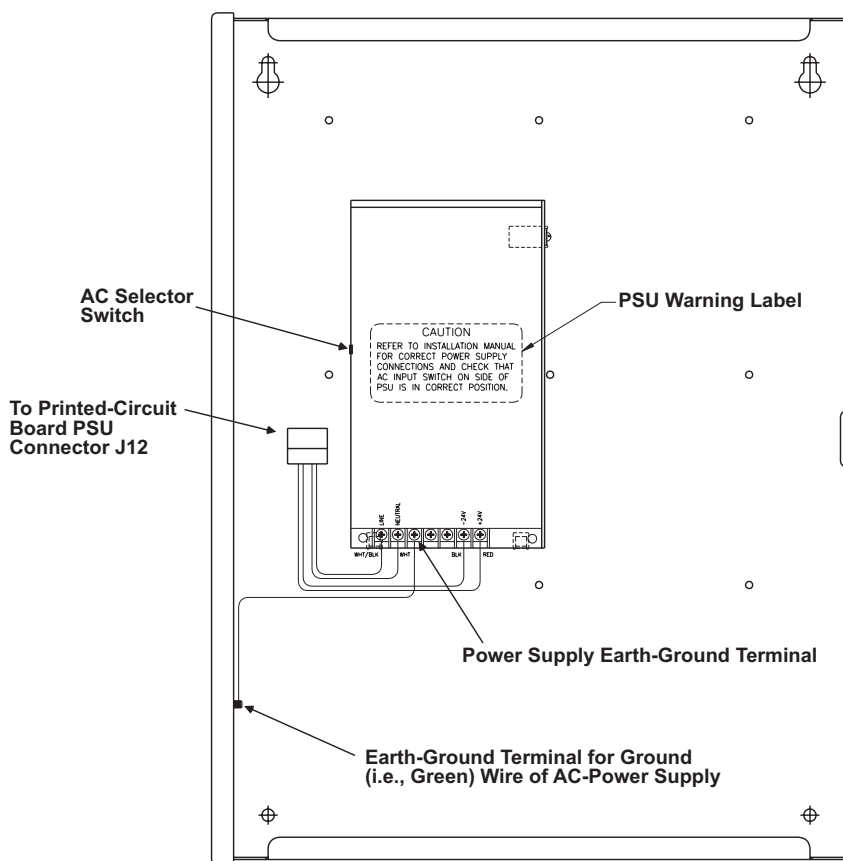 AC Selector
Switch
PSU Warning Label
CAUTION
REFER TO INSTALLATION MANUAL
FOR CORRECT POWER SUPPLY
CONNECTIONS AND CHECK THAT
AC INPUT SWITCH ON SIDE OF
PSU IS IN CORRECT POSITION.
To Printed-Circuit
Board PSU
Connector J12
LINE
NEUTRAL
-24V
+24V
WHT/BLK
WHT
BLK
RED
Power Supply Earth-Ground Terminal
Earth-Ground Terminal for Ground
(i.e., Green) Wire of AC-Power Supply